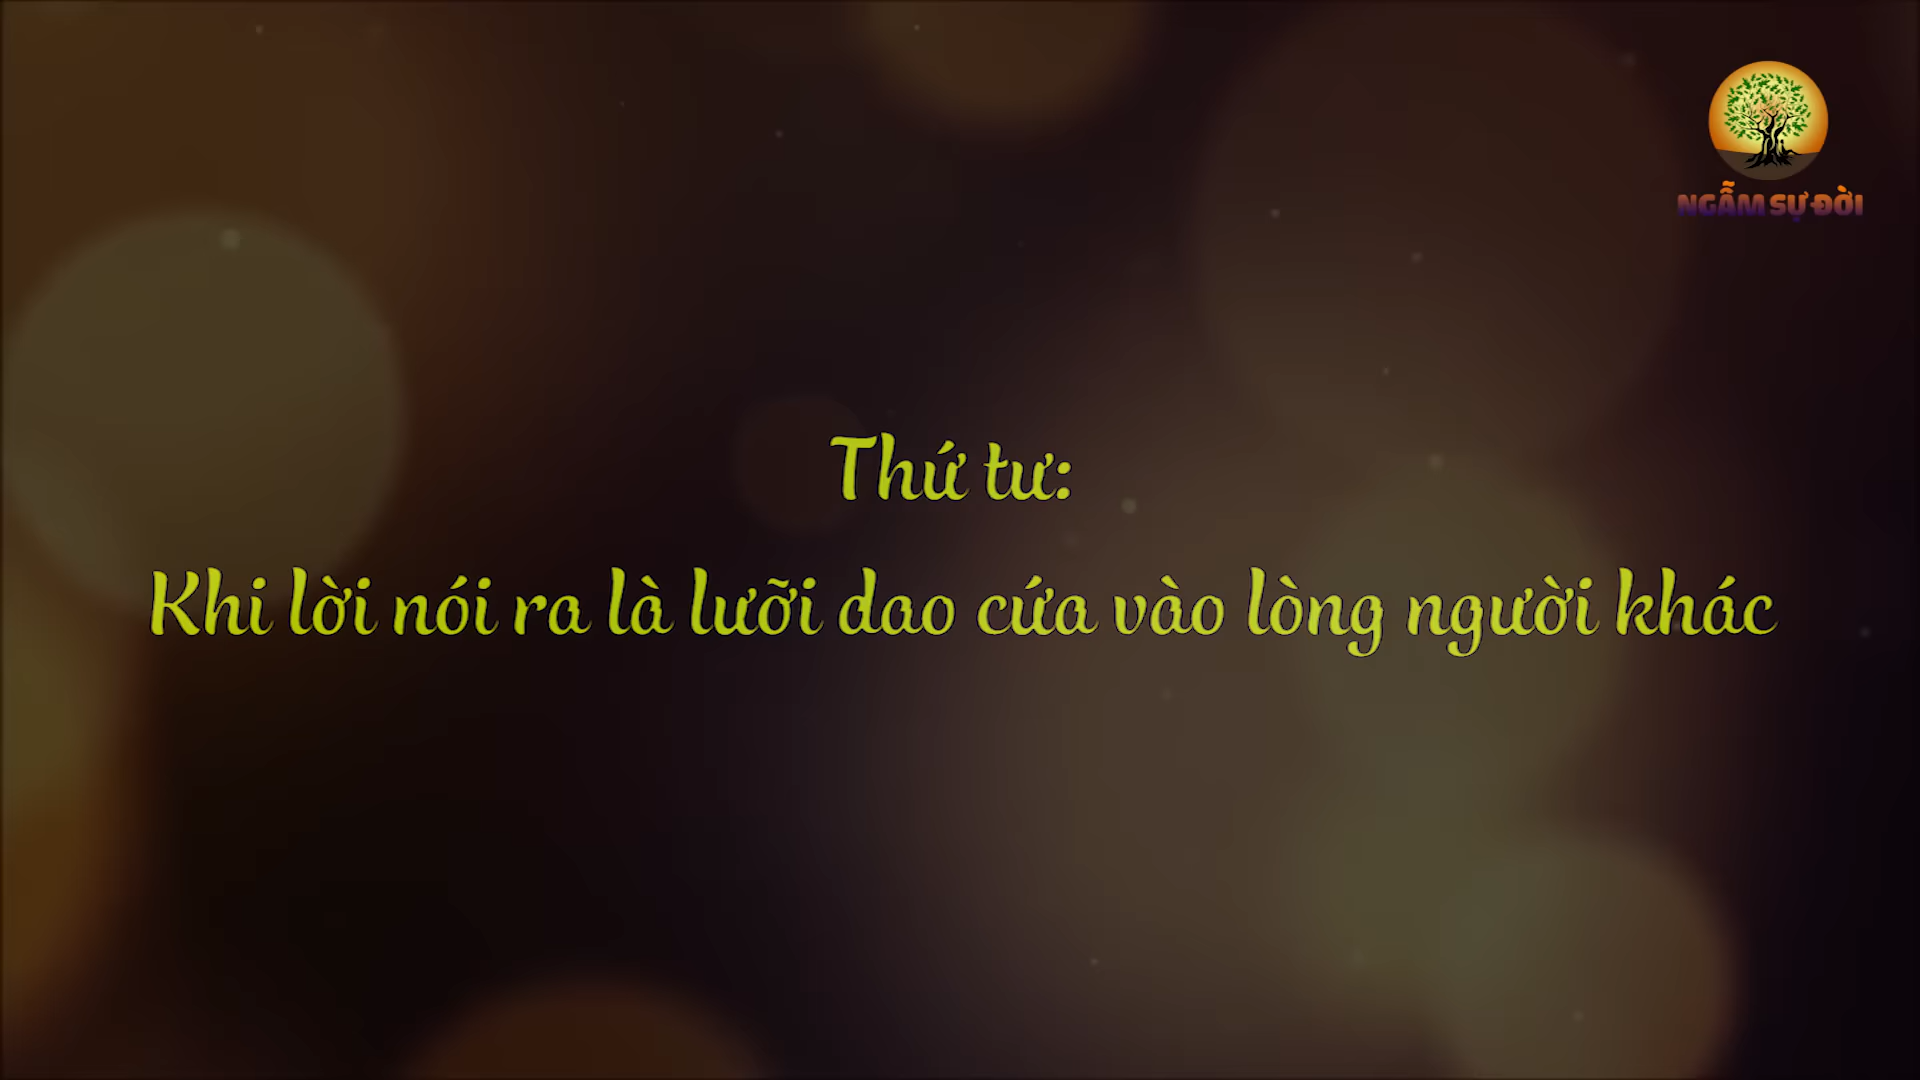 NGẪM SỰ ĐỜI
Thứ tư:
Khi lời nói ra là lưỡi dao cứa vào lòng người khác